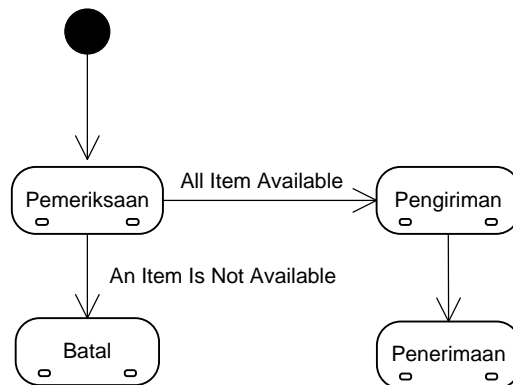 All Item Available
Pemeriksaan
Pengiriman
An Item Is Not Available
Batal
Penerimaan